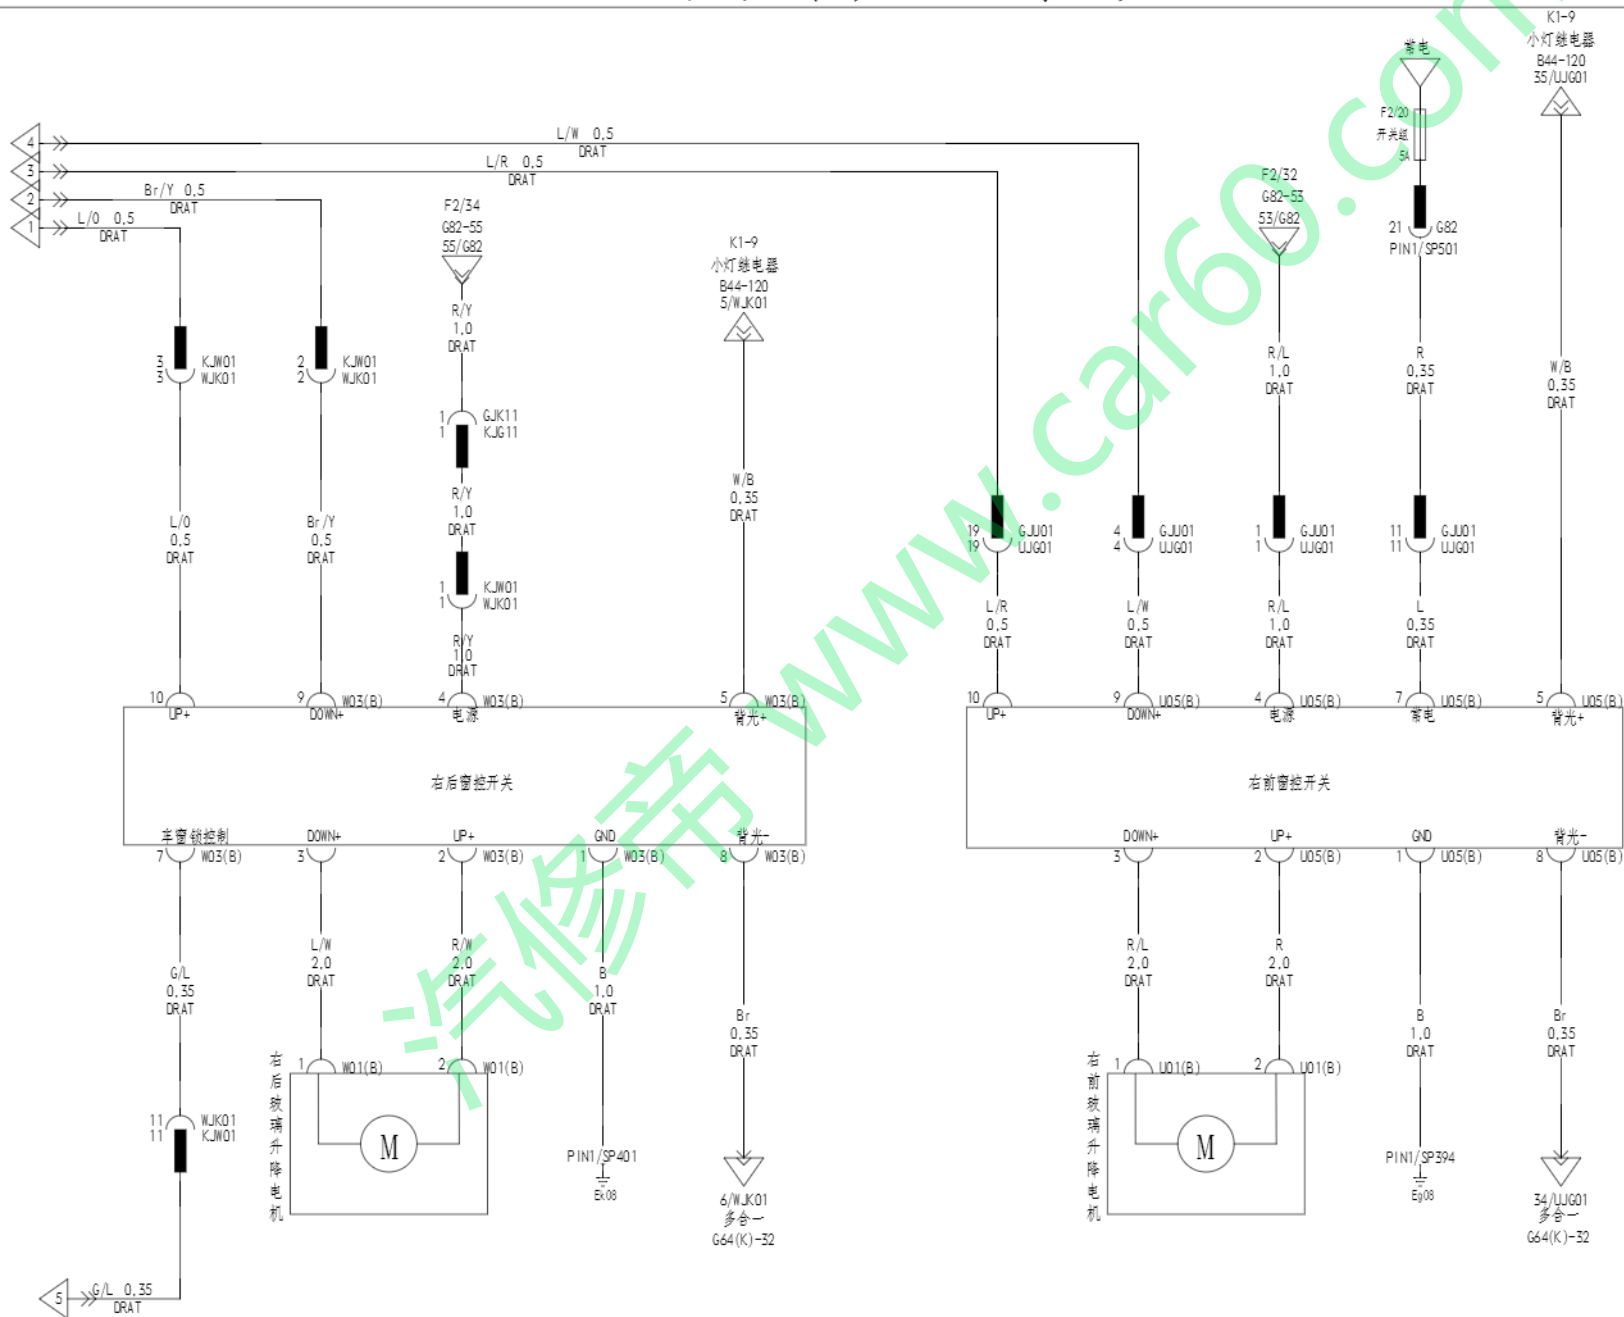 K1-9
小灯继电器
B44-120
35/UJG01
常电
F2/20
开关组
5A
21 G82
PIN1/SP501
4
L/W 0,5
DRAT
3
L/R 0,5
DRAT
2
Br/Y 0,5
DRAT
1
L/O 0,5
DRAT
F2/34
G82-55
55/G82
K1-9
小灯继电器
B44-120
5/WJK01
F2/32
G82-53
53/G82
R/Y
1,0
DRAT
3 KJW01
3 WJK01
2 KJW01
2 WJK01
R/L
1,0
DRAT
R
0,35
DRAT
W/B
0,35
DRAT
1 GJK11
1 KJG11
W/B
0,35
DRAT
R/Y
1,0
DRAT
L/O
0,5
DRAT
Br/Y
0,5
DRAT
19 GJU01
19 UJG01
4 GJU01
4 UJG01
1 GJU01
1 UJG01
11 GJU01
11 UJG01
1 KJW01
1 WJK01
R/Y
1,0
DRAT
L/R
0,5
DRAT
L/W
0,5
DRAT
R/L
1,0
DRAT
L
0,35
DRAT
10
UP+
9 W03(B)
DOWN+
4 W03(B)
电源
5 W03(B)
背光+
10
UP+
9 U05(B)
DOWN+
4 U05(B)
电源
7 U05(B)
常电
5 U05(B)
背光+
右后窗控开关
右前窗控开关
车窗锁控制
7 W03(B)
DOWN+
3
UP+
2 W03(B)
GND
1 W03(B)
背光-
8 W03(B)
DOWN+
3
UP+
2 U05(B)
GND
1 U05(B)
背光-
8 U05(B)
G/L
0,35
DRAT
L/W
2,0
DRAT
R/W
2,0
DRAT
B
1,0
DRAT
Br
0,35
DRAT
R/L
2,0
DRAT
R
2,0
DRAT
B
1,0
DRAT
Br
0,35
DRAT
11 WJK01
11 KJW01
1 W01(B)
2 W01(B)
右后玻璃升降电机
M
PIN1/SP401
Ek08
6/WJK01
多合一
G64(K)-32
1 U01(B)
2 U01(B)
右前玻璃升降电机
M
PIN1/SP394
Eg08
34/UJG01
多合一
G64(K)-32
5
G/L 0,35
DRAT
汽修帝 www.car60.com